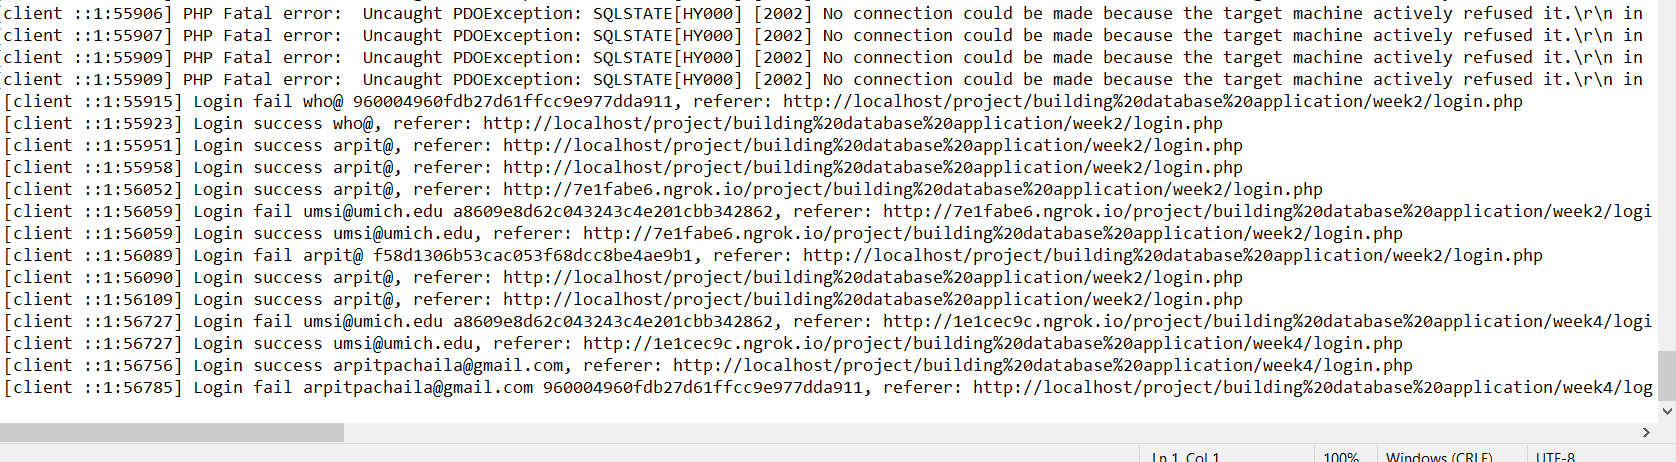 [client ::1:55906] PHP Fatal error:  Uncaught PDOException: SQLSTATE[HY000] [2002] No connection could be made because the target machine actively refused it.\r\n in
[client ::1:55907] PHP Fatal error:  Uncaught PDOException: SQLSTATE[HY000] [2002] No connection could be made because the target machine actively refused it.\r\n in
[client ::1:55909] PHP Fatal error:  Uncaught PDOException: SQLSTATE[HY000] [2002] No connection could be made because the target machine actively refused it.\r\n in
[client ::1:55909] PHP Fatal error:  Uncaught PDOException: SQLSTATE[HY000] [2002] No connection could be made because the target machine actively refused it.\r\n in
[client ::1:55915] Login fail who@ 960004960fdb27d61ffcc9e977dda911, referer: http://localhost/project/building%20database%20application/week2/login.php
[client ::1:55923] Login success who@, referer: http://localhost/project/building%20database%20application/week2/login.php
[client ::1:55951] Login success arpit@, referer: http://localhost/project/building%20database%20application/week2/login.php
[client ::1:55958] Login success arpit@, referer: http://localhost/project/building%20database%20application/week2/login.php
[client ::1:56052] Login success arpit@, referer: http://7e1fabe6.ngrok.io/project/building%20database%20application/week2/login.php
[client ::1:56059] Login fail umsi@umich.edu a8609e8d62c043243c4e201cbb342862, referer: http://7e1fabe6.ngrok.io/project/building%20database%20application/week2/logi
[client ::1:56059] Login success umsi@umich.edu, referer: http://7e1fabe6.ngrok.io/project/building%20database%20application/week2/login.php
[client ::1:56089] Login fail arpit@ f58d1306b53cac053f68dcc8be4ae9b1, referer: http://localhost/project/building%20database%20application/week2/login.php
[client ::1:56090] Login success arpit@, referer: http://localhost/project/building%20database%20application/week2/login.php
[client ::1:56109] Login success arpit@, referer: http://localhost/project/building%20database%20application/week2/login.php
[client ::1:56727] Login fail umsi@umich.edu a8609e8d62c043243c4e201cbb342862, referer: http://1e1cec9c.ngrok.io/project/building%20database%20application/week4/logi
[client ::1:56727] Login success umsi@umich.edu, referer: http://1e1cec9c.ngrok.io/project/building%20database%20application/week4/login.php
[client ::1:56756] Login success arpitpachaila@gmail.com, referer: http://localhost/project/building%20database%20application/week4/login.php
[client ::1:56785] Login fail arpitpachaila@gmail.com 960004960fdb27d61ffcc9e977dda911, referer: http://localhost/project/building%20database%20application/week4/log
Ln 1, Col 1 100% Windows (CRLF) UTF-8